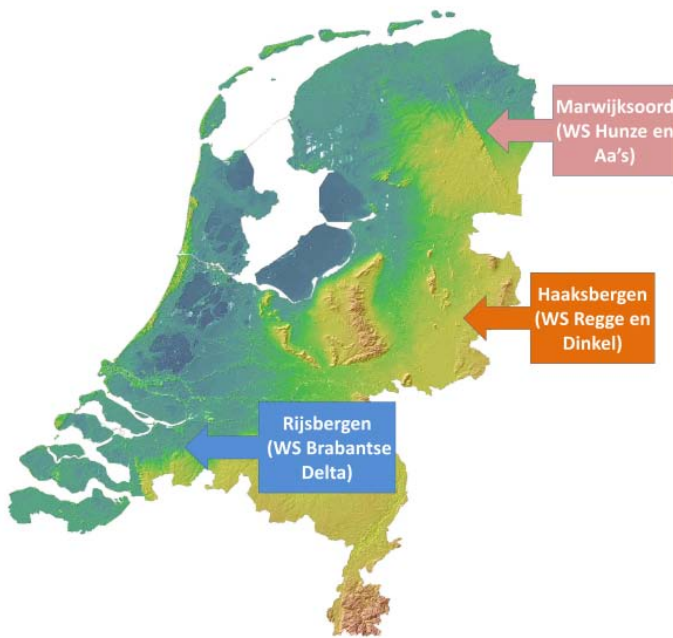 Marwijksoord
(WS Hunze en
Aa's)
Haaksbergen
(WS Regge en
Dinkel)
Rijsbergen
(WS Brabantse
Delta)